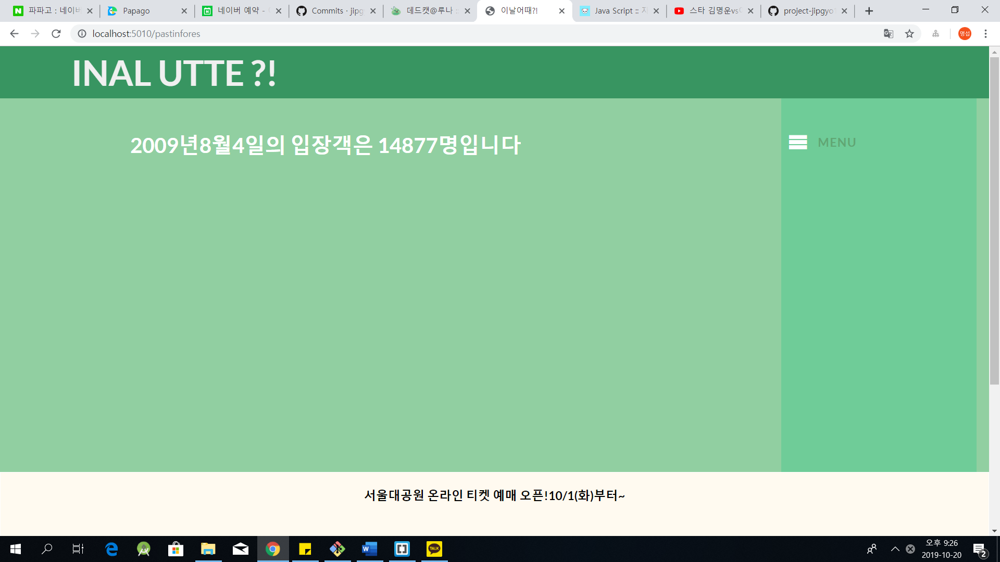 파파고 : 네이버
Papago
네이버 예약 -
Commits · jipg
데드캣@루나 ::
이날어때?!
Java Script :: 지
스타 김명운vs
project-jipgyo
localhost:5010/pastinfores
명섭
INAL UTTE ?!
2009년8월4일의 입장객은 14877명입니다
MENU
서울대공원 온라인 티켓 예매 오픈!10/1(화)부터~
TALK
오후 9:26
2019-10-20
2